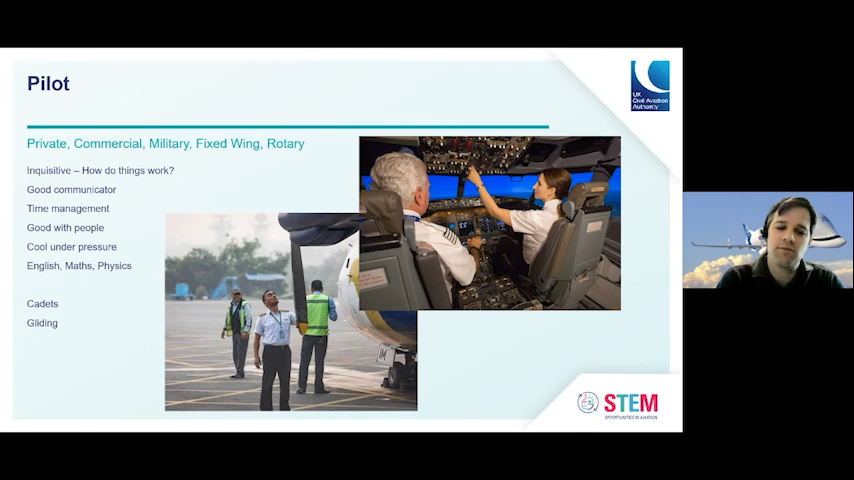 Pilot
UK
Civil Aviation
Authority
Private, Commercial, Military, Fixed Wing, Rotary
Inquisitive – How do things work?
Good communicator
Time management
Good with people
Cool under pressure
English, Maths, Physics
Cadets
Gliding
IM
STEM
OPPORTUNITIES IN AVIATION